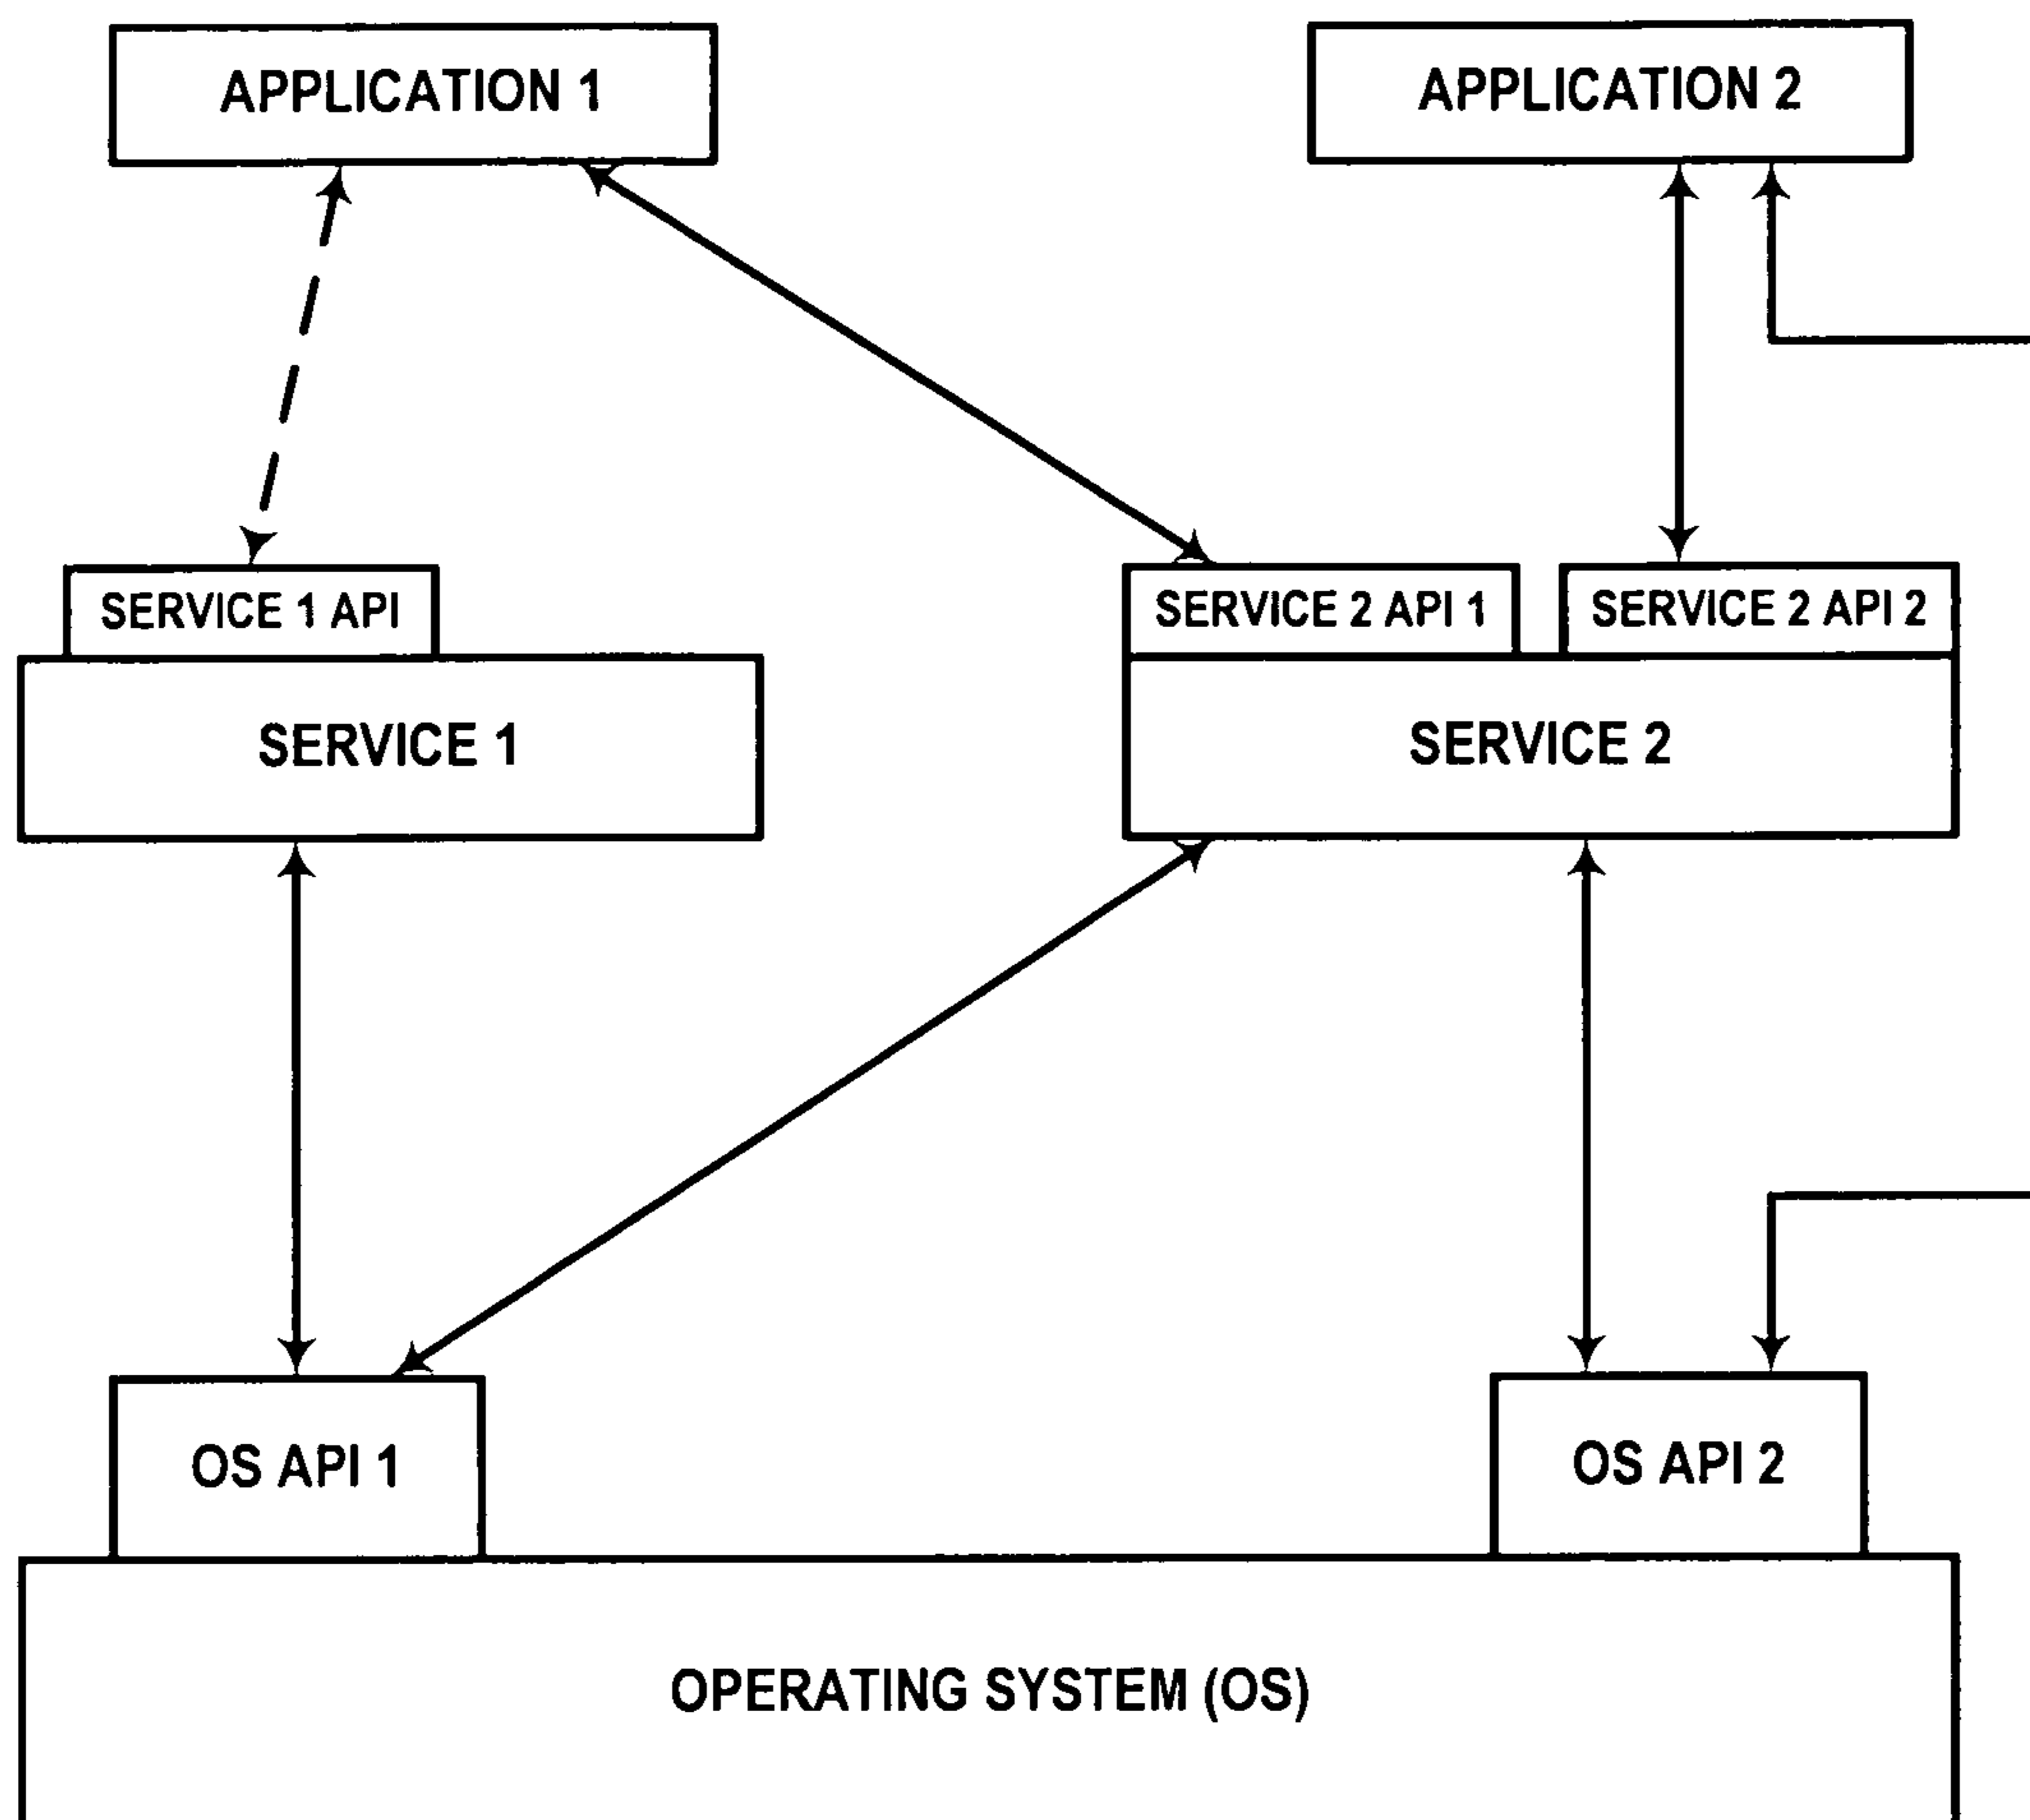 APPLICATION 1
APPLICATION 2
SERVICE 1 API
SERVICE 2 API 1
SERVICE 2 API 2
SERVICE 1
SERVICE 2
OS API 1
OS API 2
OPERATING SYSTEM (OS)